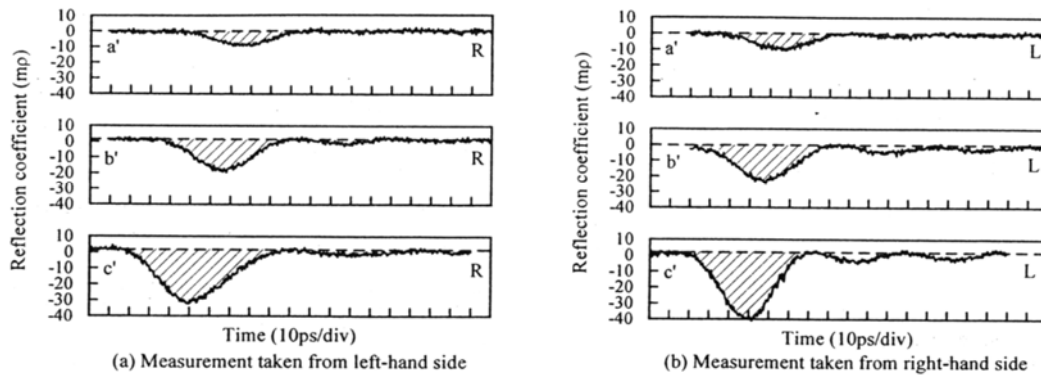 Reflection coefficient (mρ)
10
0
-10
-20
-30
-40
a'
R
10
0
-10
-20
-30
-40
b'
R
10
0
-10
-20
-30
-40
c'
R
Time (10ps/div)
(a) Measurement taken from left-hand side
Reflection coefficient (mρ)
10
0
-10
-20
-30
-40
a'
L
10
0
-10
-20
-30
-40
b'
L
10
0
-10
-20
-30
-40
c'
L
Time (10ps/div)
(b) Measurement taken from right-hand side